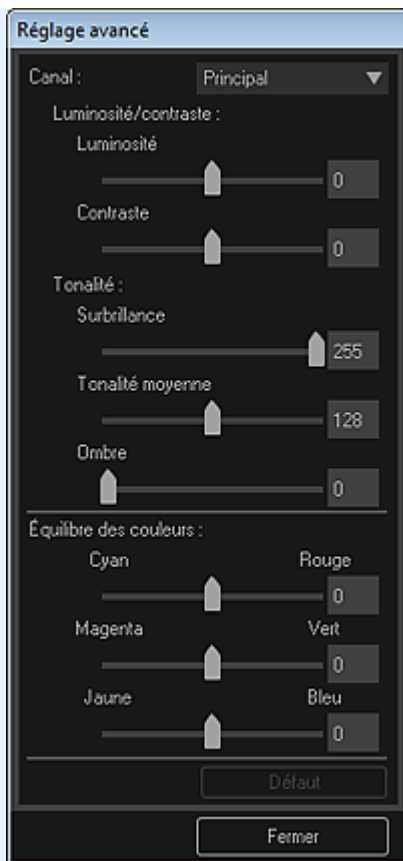 Réglage avancé
Canal : Principal
Luminosité/contraste :
Luminosité
0
Contraste
0
Tonalité :
Surbrillance
255
Tonalité moyenne
128
Ombre
0
Équilibre des couleurs :
Cyan Rouge
0
Magenta Vert
0
Jaune Bleu
0
Défaut
Fermer